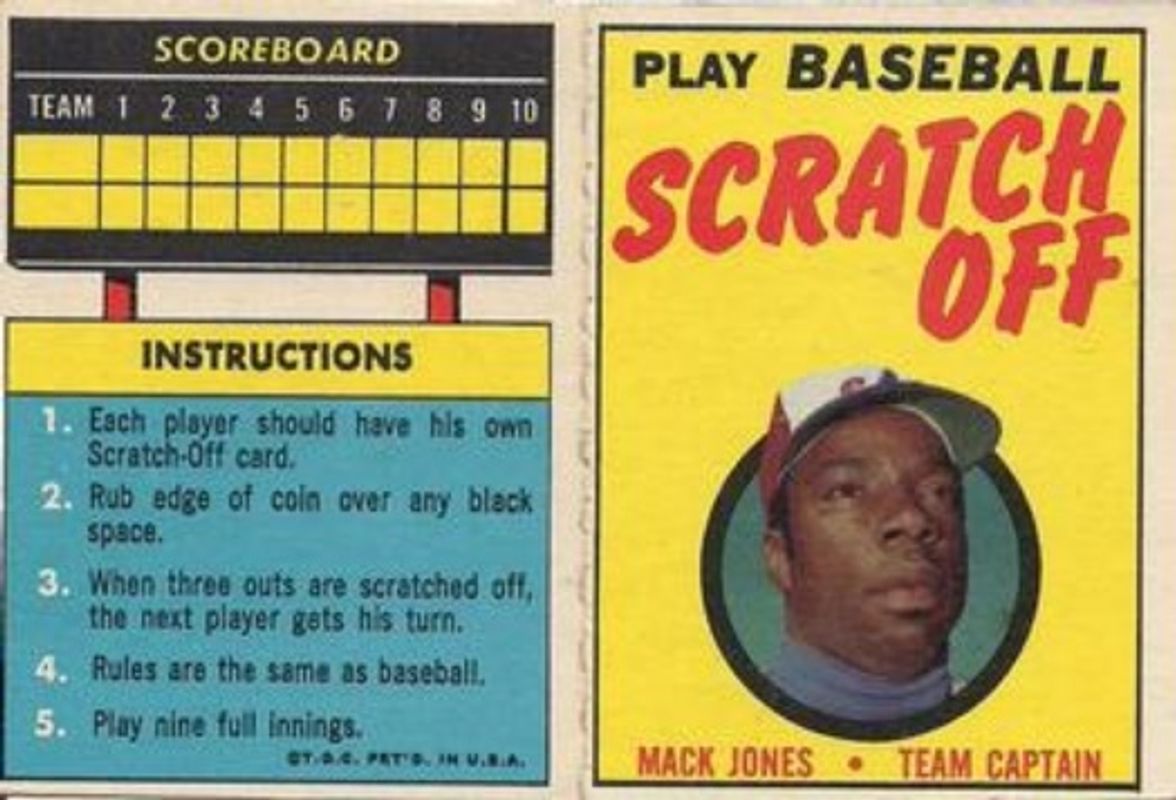 SCOREBOARD
TEAM 1 2 3 4 5 6 7 8 9 10
INSTRUCTIONS
1. Each player should have his own
Scratch-Off card.
2. Rub edge of coin over any black
space.
3. When three outs are scratched off,
the next player gets his turn.
4. Rules are the same as baseball.
5. Play nine full innings.
©T.C.G. PRT'D. IN U.S.A.
PLAY BASEBALL
SCRATCH
OFF
MACK JONES • TEAM CAPTAIN